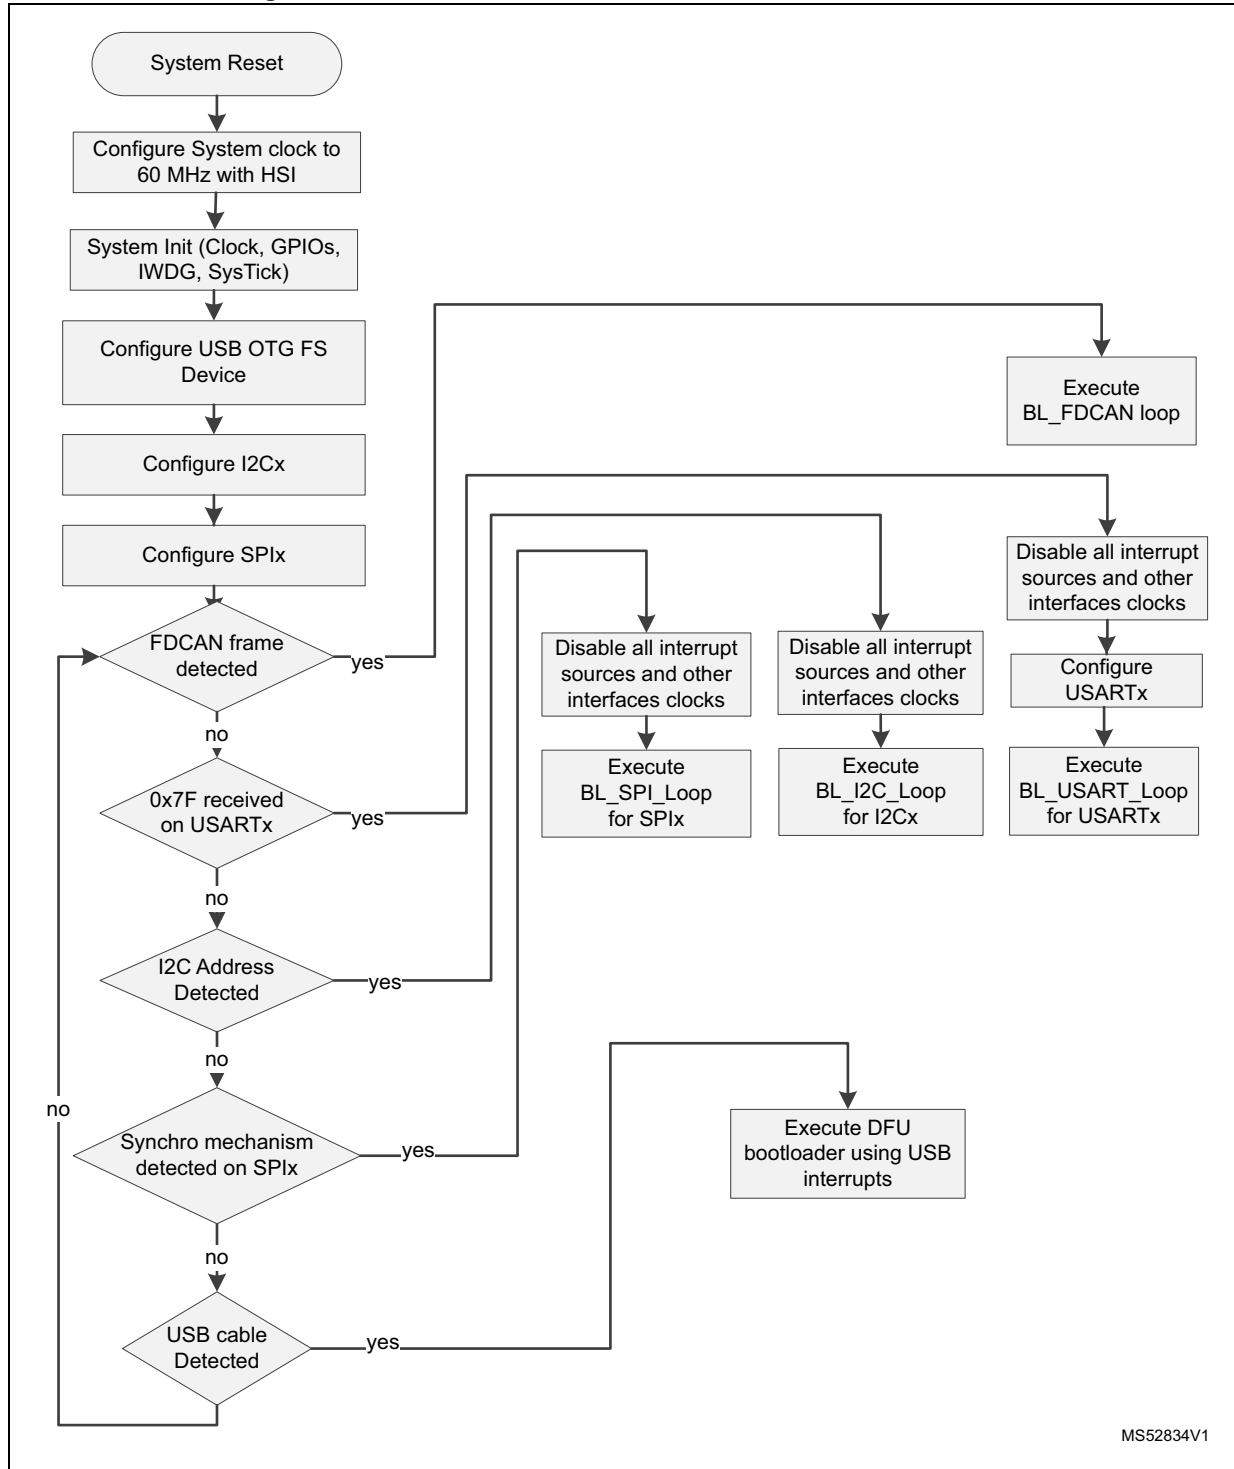 System Reset
Configure System clock to
60 MHz with HSI
System Init (Clock, GPIOs,
IWDG, SysTick)
Configure USB OTG FS
Device
Configure I2Cx
Configure SPIx
FDCAN frame
detected
yes
no
0x7F received
on USARTx
yes
no
I2C Address
Detected
yes
no
Synchro mechanism
detected on SPIx
yes
no
USB cable
Detected
yes
no
Execute
BL_FDCAN loop
Disable all interrupt
sources and other
interfaces clocks
Configure
USARTx
Execute
BL_USART_Loop
for USARTx
Disable all interrupt
sources and other
interfaces clocks
Execute
BL_I2C_Loop
for I2Cx
Disable all interrupt
sources and other
interfaces clocks
Execute
BL_SPI_Loop
for SPIx
Execute DFU
bootloader using USB
interrupts
MS52834V1